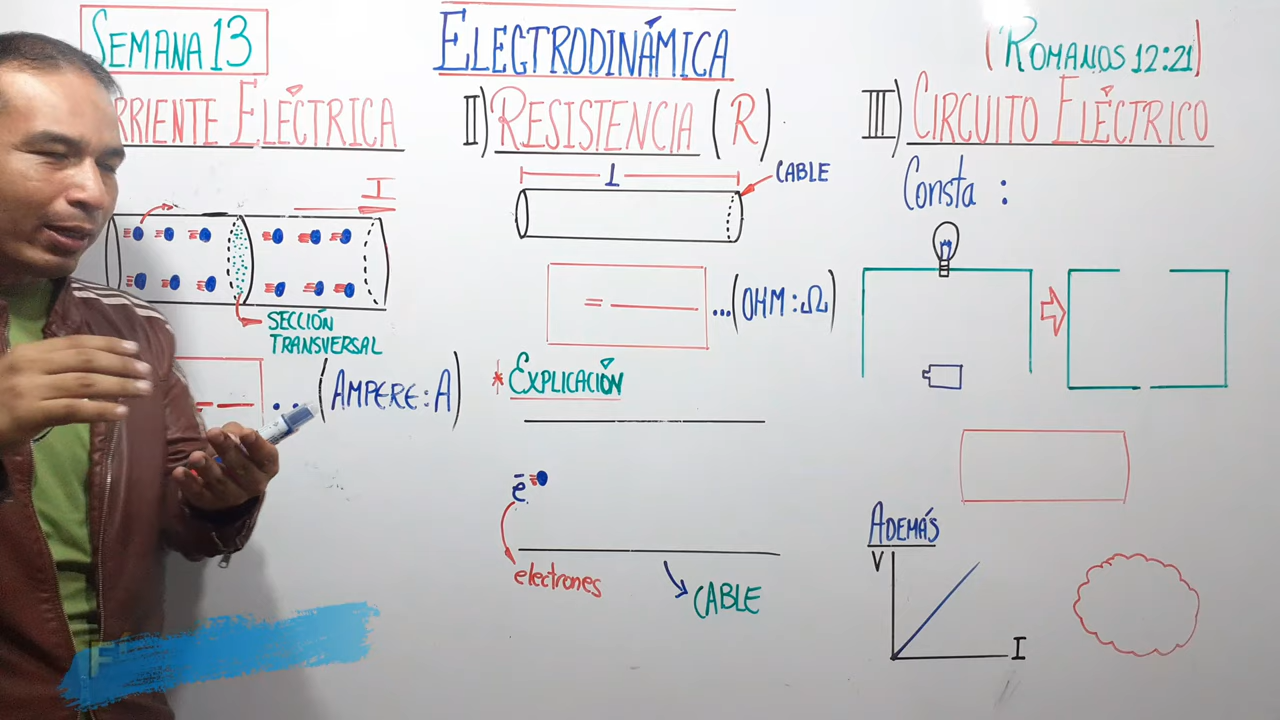 SEMANA 13
ELECTRODINÁMICA
(ROMANOS 12:21)
RRIENTE ELÉCTRICA
I
SECCIÓN
TRANSVERSAL
... (AMPERE: A)
II) RESISTENCIA (R)
L
CABLE
= ...(OHM: Ω)
* EXPLICACIÓN
ē
electrones
CABLE
III) CIRCUITO ELÉCTRICO
Consta :
ADEMÁS
V
I